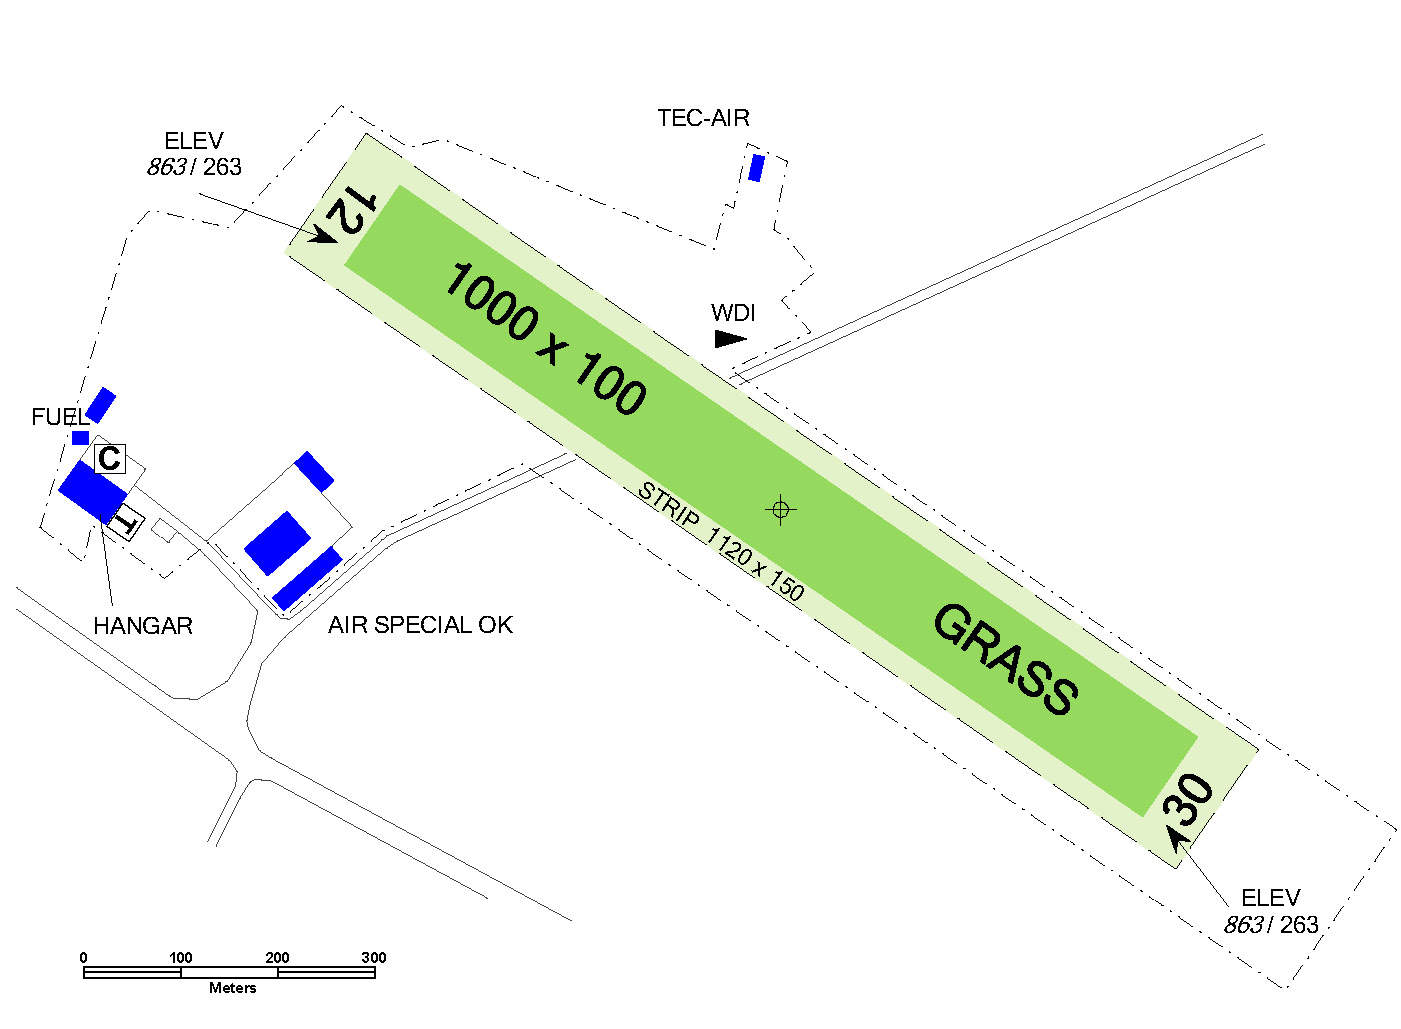 TEC-AIR
ELEV
863 / 263
12
1000 x 100
WDI
FUEL
C
T
STRIP 1120 x 150
GRASS
HANGAR
AIR SPECIAL OK
30
ELEV
863 / 263
0 100 200 300
Meters